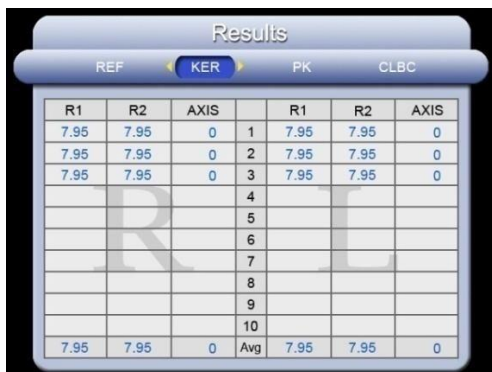 Results
REF KER PK CLBC
R1 R2 AXIS R1 R2 AXIS
7.95 7.95 0 1 7.95 7.95 0
7.95 7.95 0 2 7.95 7.95 0
7.95 7.95 0 3 7.95 7.95 0
4
5
6
7
8
9
10
7.95 7.95 0 Avg 7.95 7.95 0
R L